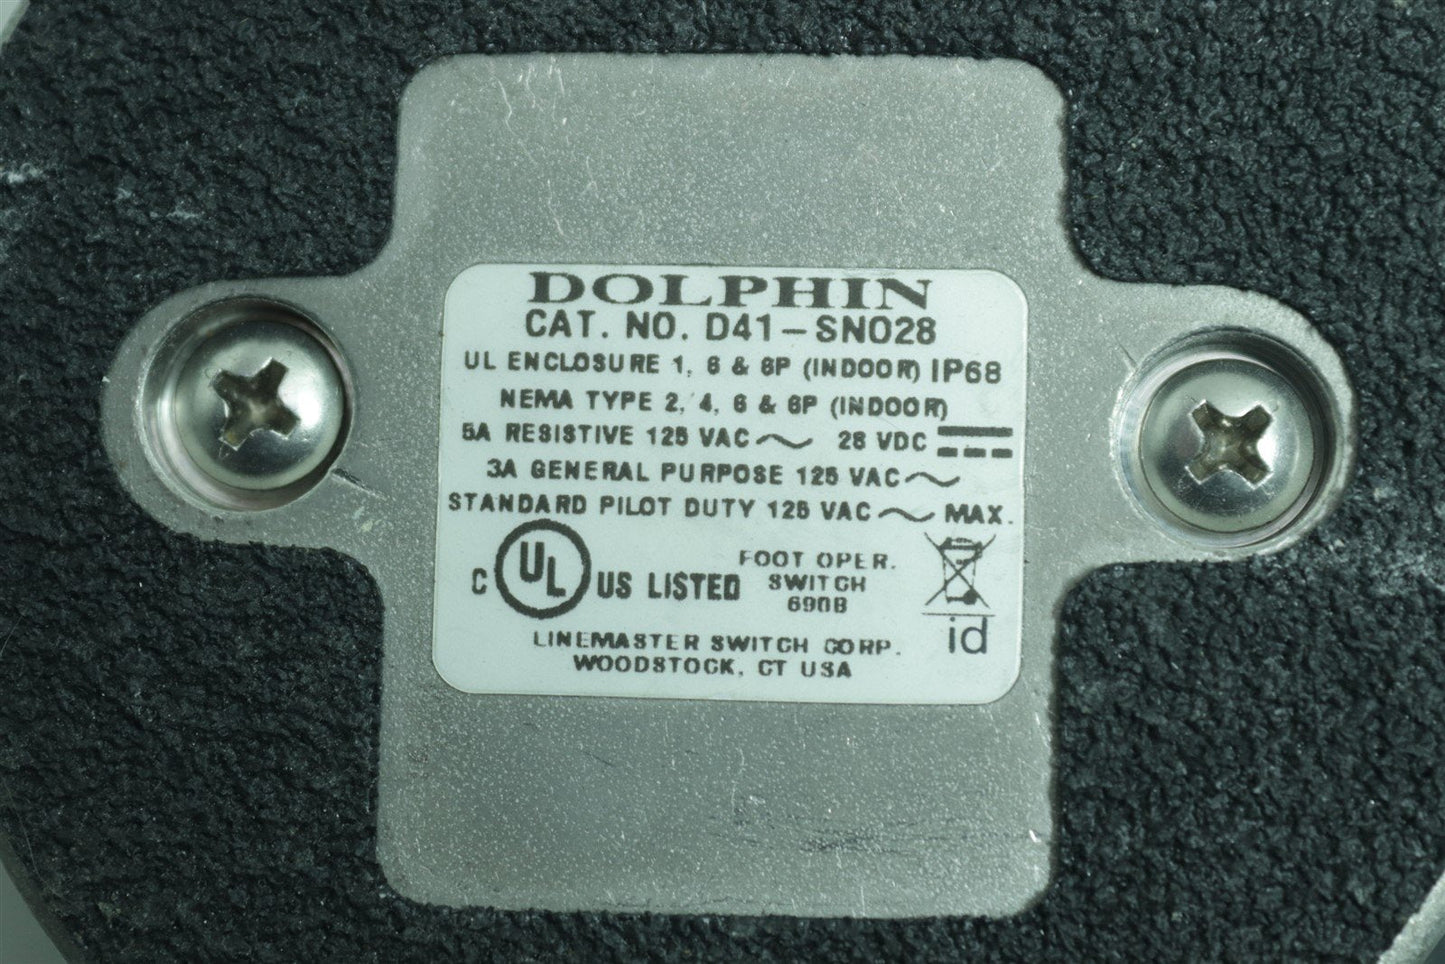 DOLPHIN
CAT. NO. D41-SN028
UL ENCLOSURE 1, 6 & 6P (INDOOR) IP68
NEMA TYPE 2, 4, 6 & 6P (INDOOR)
5A RESISTIVE 125 VAC 28 VDC
3A GENERAL PURPOSE 125 VAC
STANDARD PILOT DUTY 125 VAC MAX.
C UL US LISTED
FOOT OPER.
SWITCH
690B
id
LINEMASTER SWITCH CORP.
WOODSTOCK, CT USA